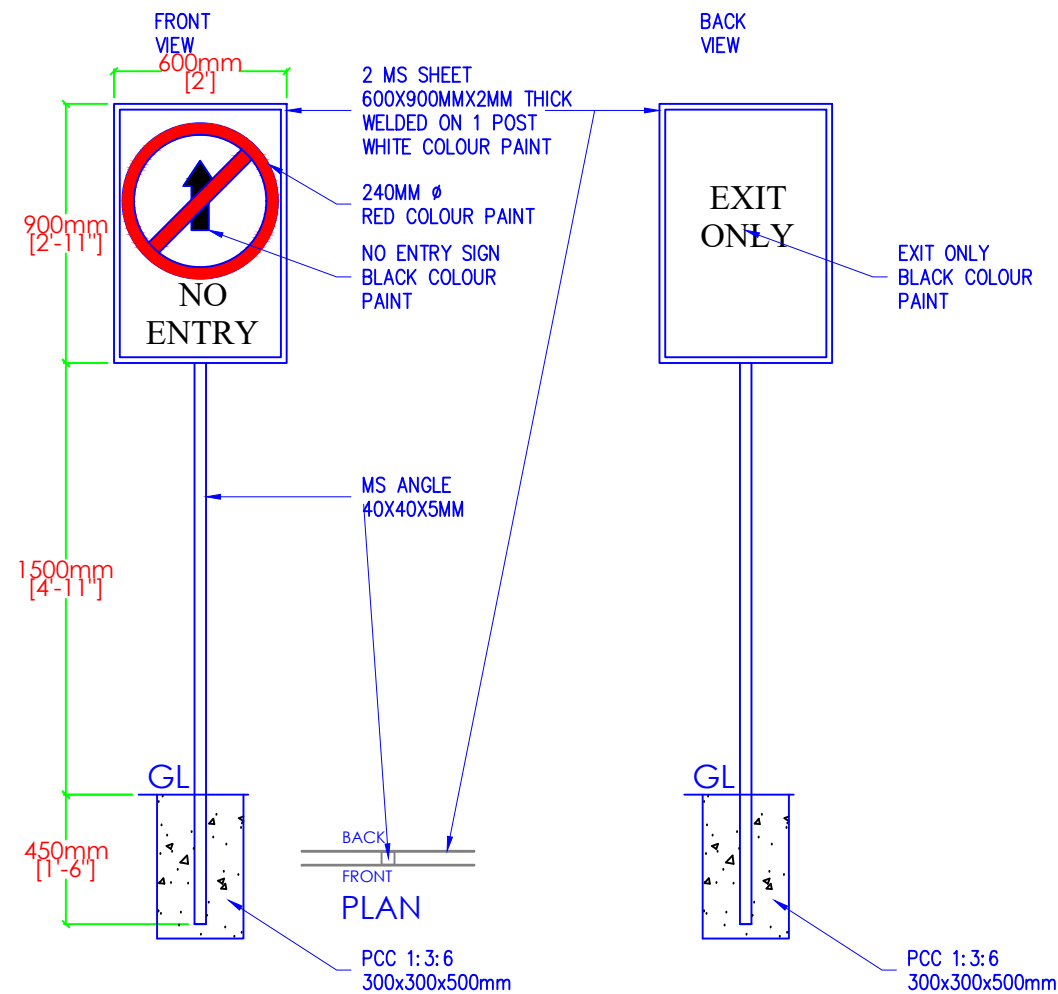 FRONT
VIEW
BACK
VIEW
600mm
[2']
2 MS SHEET
600X900MMX2MM THICK
WELDED ON 1 POST
WHITE COLOUR PAINT
240MM Ø
RED COLOUR PAINT
NO ENTRY SIGN
BLACK COLOUR
PAINT
900mm
[2'-11"]
NO
ENTRY
EXIT
ONLY
EXIT ONLY
BLACK COLOUR
PAINT
MS ANGLE
40X40X5MM
1500mm
[4'-11"]
GL
GL
450mm
[1'-6"]
BACK
FRONT
PLAN
PCC 1:3:6
300x300x500mm
PCC 1:3:6
300x300x500mm